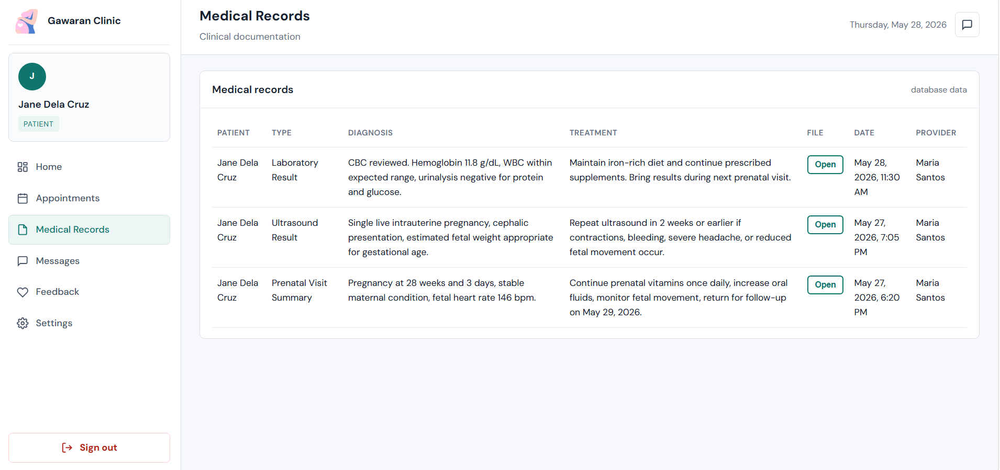 Gawaran Clinic
J
Jane Dela Cruz
PATIENT
Home
Appointments
Medical Records
Messages
Feedback
Settings
Sign out
Medical Records
Clinical documentation
Thursday, May 28, 2026
Medical records
database data
PATIENT TYPE DIAGNOSIS TREATMENT FILE DATE PROVIDER
Jane Dela Laboratory CBC reviewed. Hemoglobin 11.8 g/dL, WBC within Maintain iron-rich diet and continue prescribed Open May 28, Maria
Cruz Result expected range, urinalysis negative for protein supplements. Bring results during next prenatal visit. 2026, 11:30 Santos
and glucose. AM
Jane Dela Ultrasound Single live intrauterine pregnancy, cephalic Repeat ultrasound in 2 weeks or earlier if Open May 27, Maria
Cruz Result presentation, estimated fetal weight appropriate contractions, bleeding, severe headache, or reduced 2026, 7:05 Santos
for gestational age. fetal movement occur. PM
Jane Dela Prenatal Visit Pregnancy at 28 weeks and 3 days, stable Continue prenatal vitamins once daily, increase oral Open May 27, Maria
Cruz Summary maternal condition, fetal heart rate 146 bpm. fluids, monitor fetal movement, return for follow-up 2026, 6:20 Santos
on May 29, 2026. PM